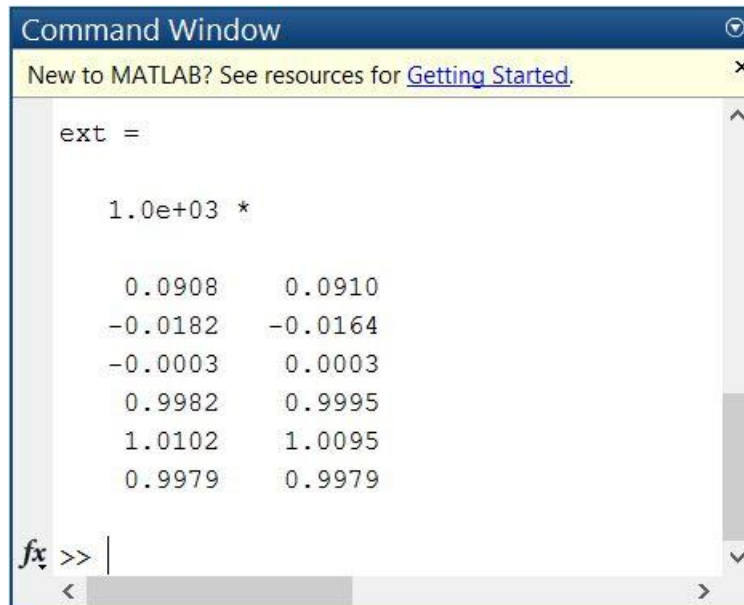 Command Window
New to MATLAB? See resources for Getting Started.
ext =
1.0e+03 *
0.0908 0.0910
-0.0182 -0.0164
-0.0003 0.0003
0.9982 0.9995
1.0102 1.0095
0.9979 0.9979
fx >>